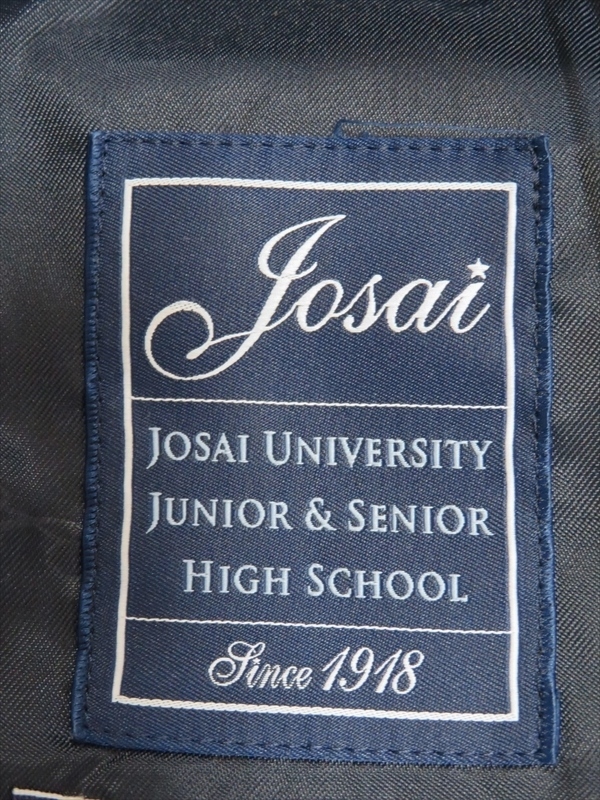 Josai
JOSAI UNIVERSITY
JUNIOR & SENIOR
HIGH SCHOOL
Since 1918